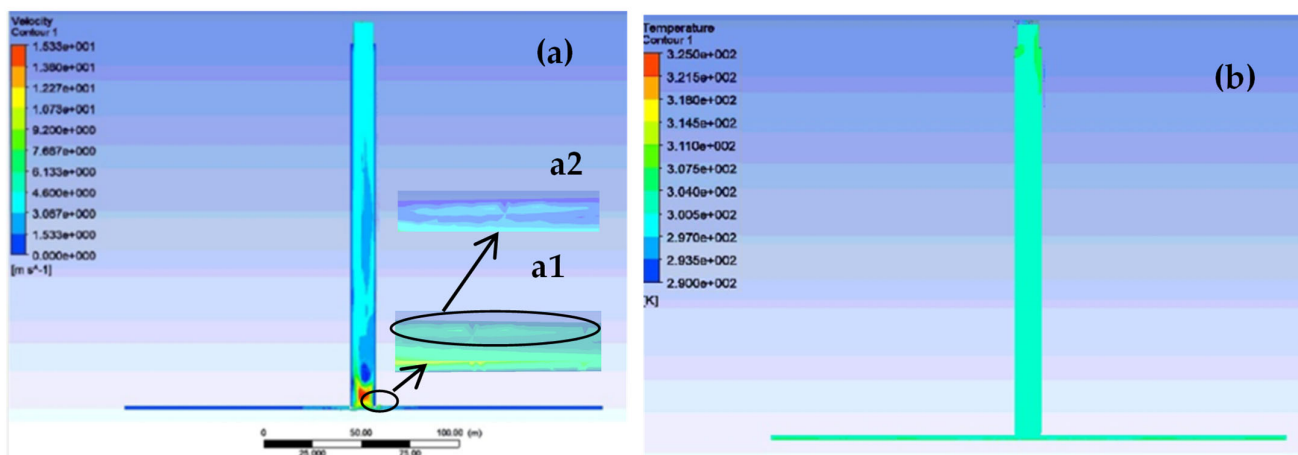 Velocity
Contour 1
1.533e+001
1.380e+001
1.227e+001
1.073e+001
9.200e+000
7.667e+000
6.133e+000
4.600e+000
3.067e+000
1.533e+000
0.000e+000
[m s^-1]
(a)
a2
a1
0 50.00 100.00 (m)
25.000 75.00
Temperature
Contour 1
3.250e+002
3.215e+002
3.180e+002
3.145e+002
3.110e+002
3.075e+002
3.040e+002
3.005e+002
2.970e+002
2.935e+002
2.900e+002
[K]
(b)